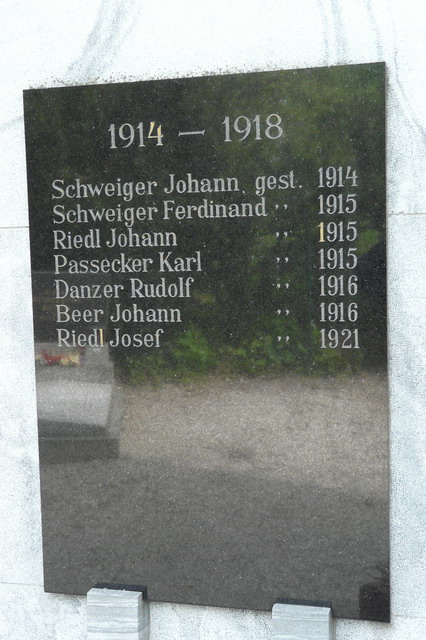 1914 — 1918
Schweiger Johann, gest. 1914
Schweiger Ferdinand ,, 1915
Riedl Johann ,, 1915
Passecker Karl ,, 1915
Danzer Rudolf ,, 1916
Beer Johann ,, 1916
Riedl Josef ,, 1921